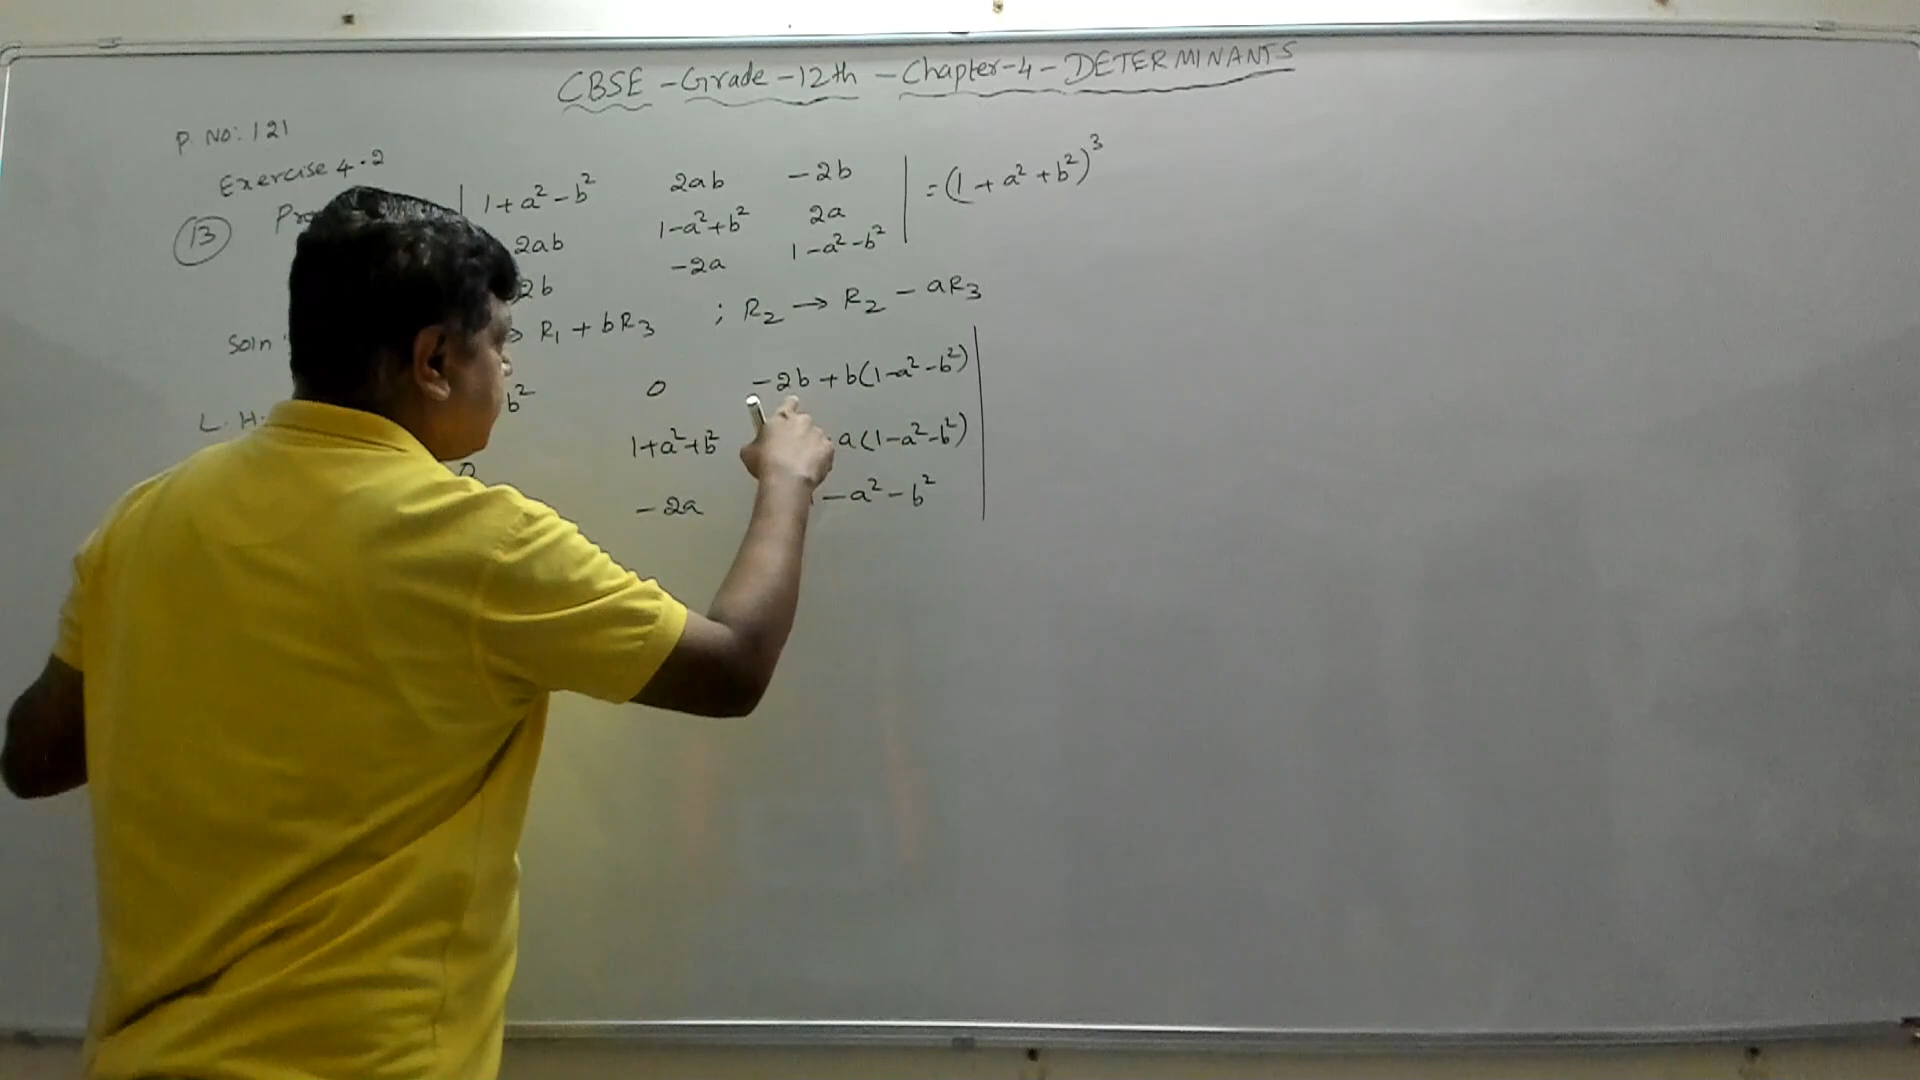 CBSE - Grade - 12th - Chapter-4 - DETERMINANTS
P NO: 121
Exercise 4.2
(13) | 1+a²-b² 2ab -2b | = (1+a²+b²)³
2ab 1-a²+b² 2a
2b -2a 1-a²-b²
Soln R₁ + bR₃ ; R₂ → R₂ - aR₃
L.H. b² 0 -2b + b(1-a²-b²) |
0 1+a²+b² a(1-a²-b²)
-2a -a²-b²